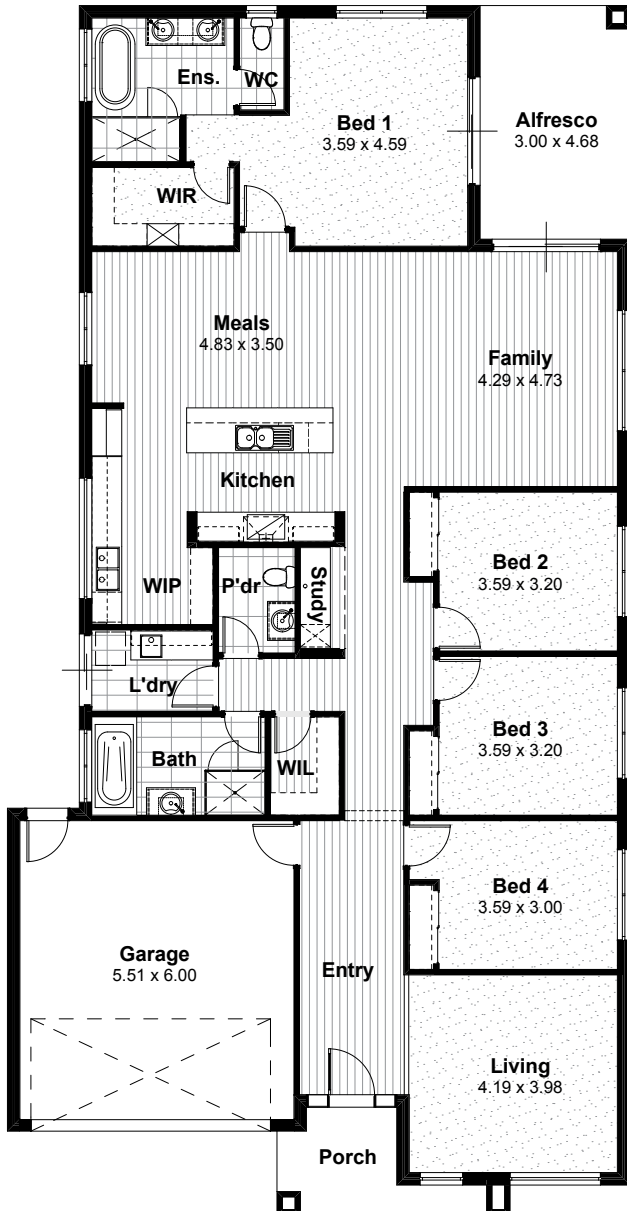 Ens.
WC
Bed 1
3.59 x 4.59
Alfresco
3.00 x 4.68
WIR
Meals
4.83 x 3.50
Family
4.29 x 4.73
Kitchen
WIP
P'dr
Study
Bed 2
3.59 x 3.20
L'dry
Bed 3
3.59 x 3.20
Bath
WIL
Bed 4
3.59 x 3.00
Garage
5.51 x 6.00
Entry
Living
4.19 x 3.98
Porch